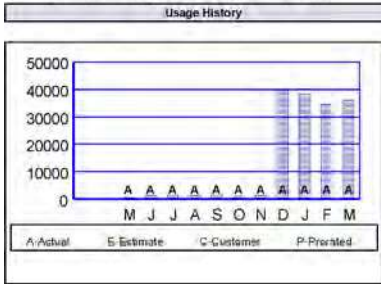 Usage History
50000
40000
30000
20000
10000
0
A A A A A A A A A A A
M J J A S O N D J F M
A-Actual E-Estimate C-Customer P-Prorated